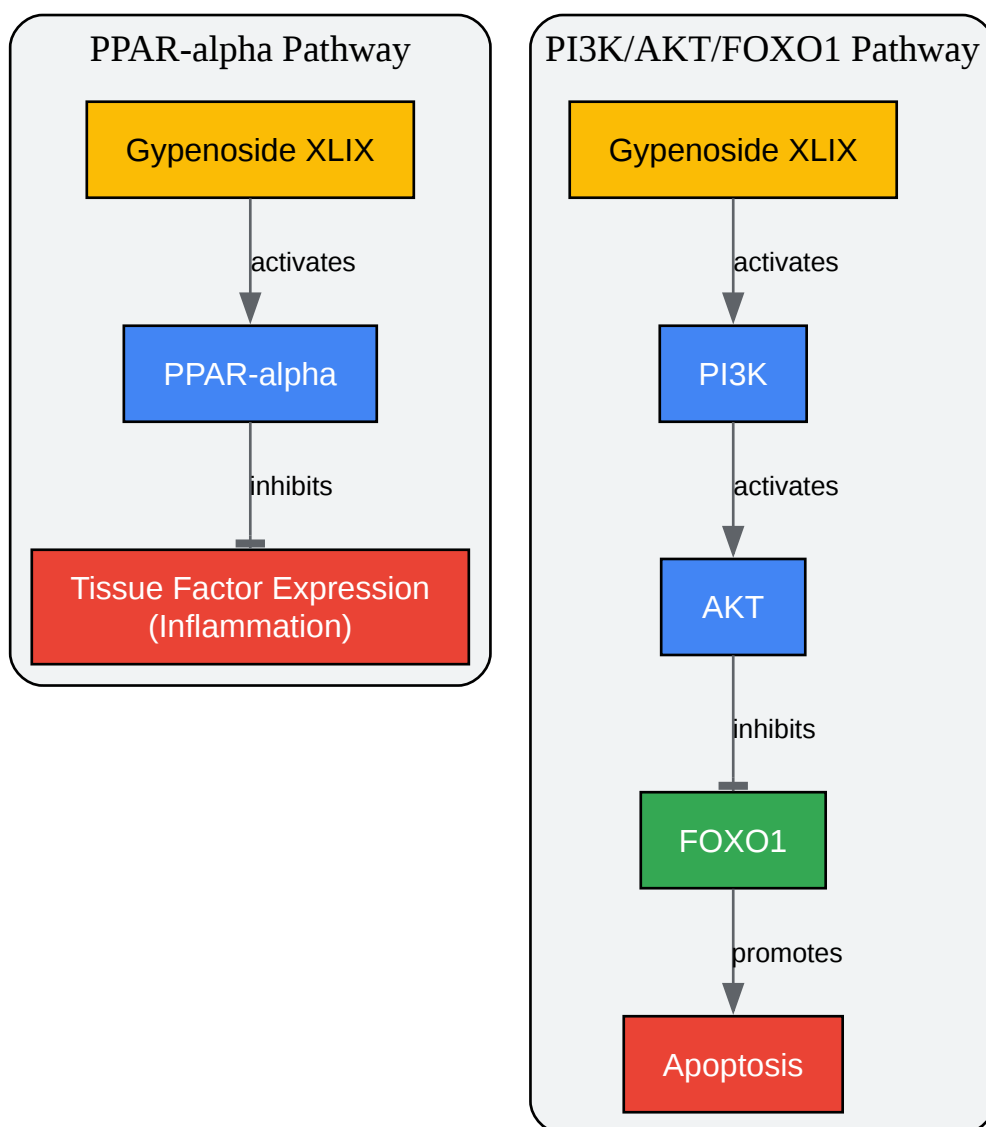 PPAR-alpha Pathway
Gypenoside XLIX
activates
PPAR-alpha
inhibits
Tissue Factor Expression
(Inflammation)
PI3K/AKT/FOXO1 Pathway
Gypenoside XLIX
activates
PI3K
activates
AKT
inhibits
FOXO1
promotes
Apoptosis